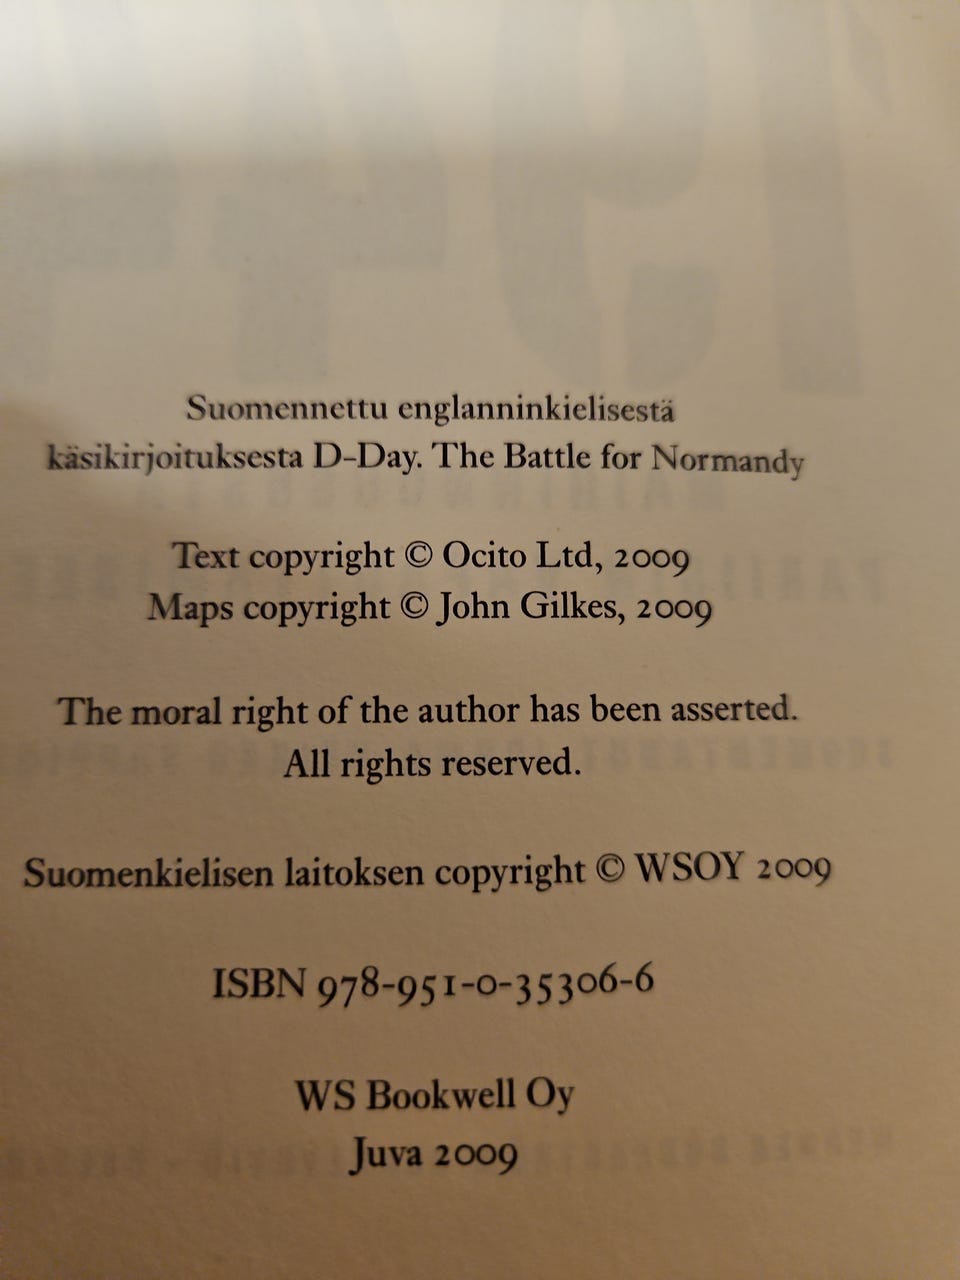 Suomennettu englanninkielisestä
käsikirjoituksesta D-Day. The Battle for Normandy
Text copyright © Ocito Ltd, 2009
Maps copyright © John Gilkes, 2009
The moral right of the author has been asserted.
All rights reserved.
Suomenkielisen laitoksen copyright © WSOY 2009
ISBN 978-951-0-35306-6
WS Bookwell Oy
Juva 2009